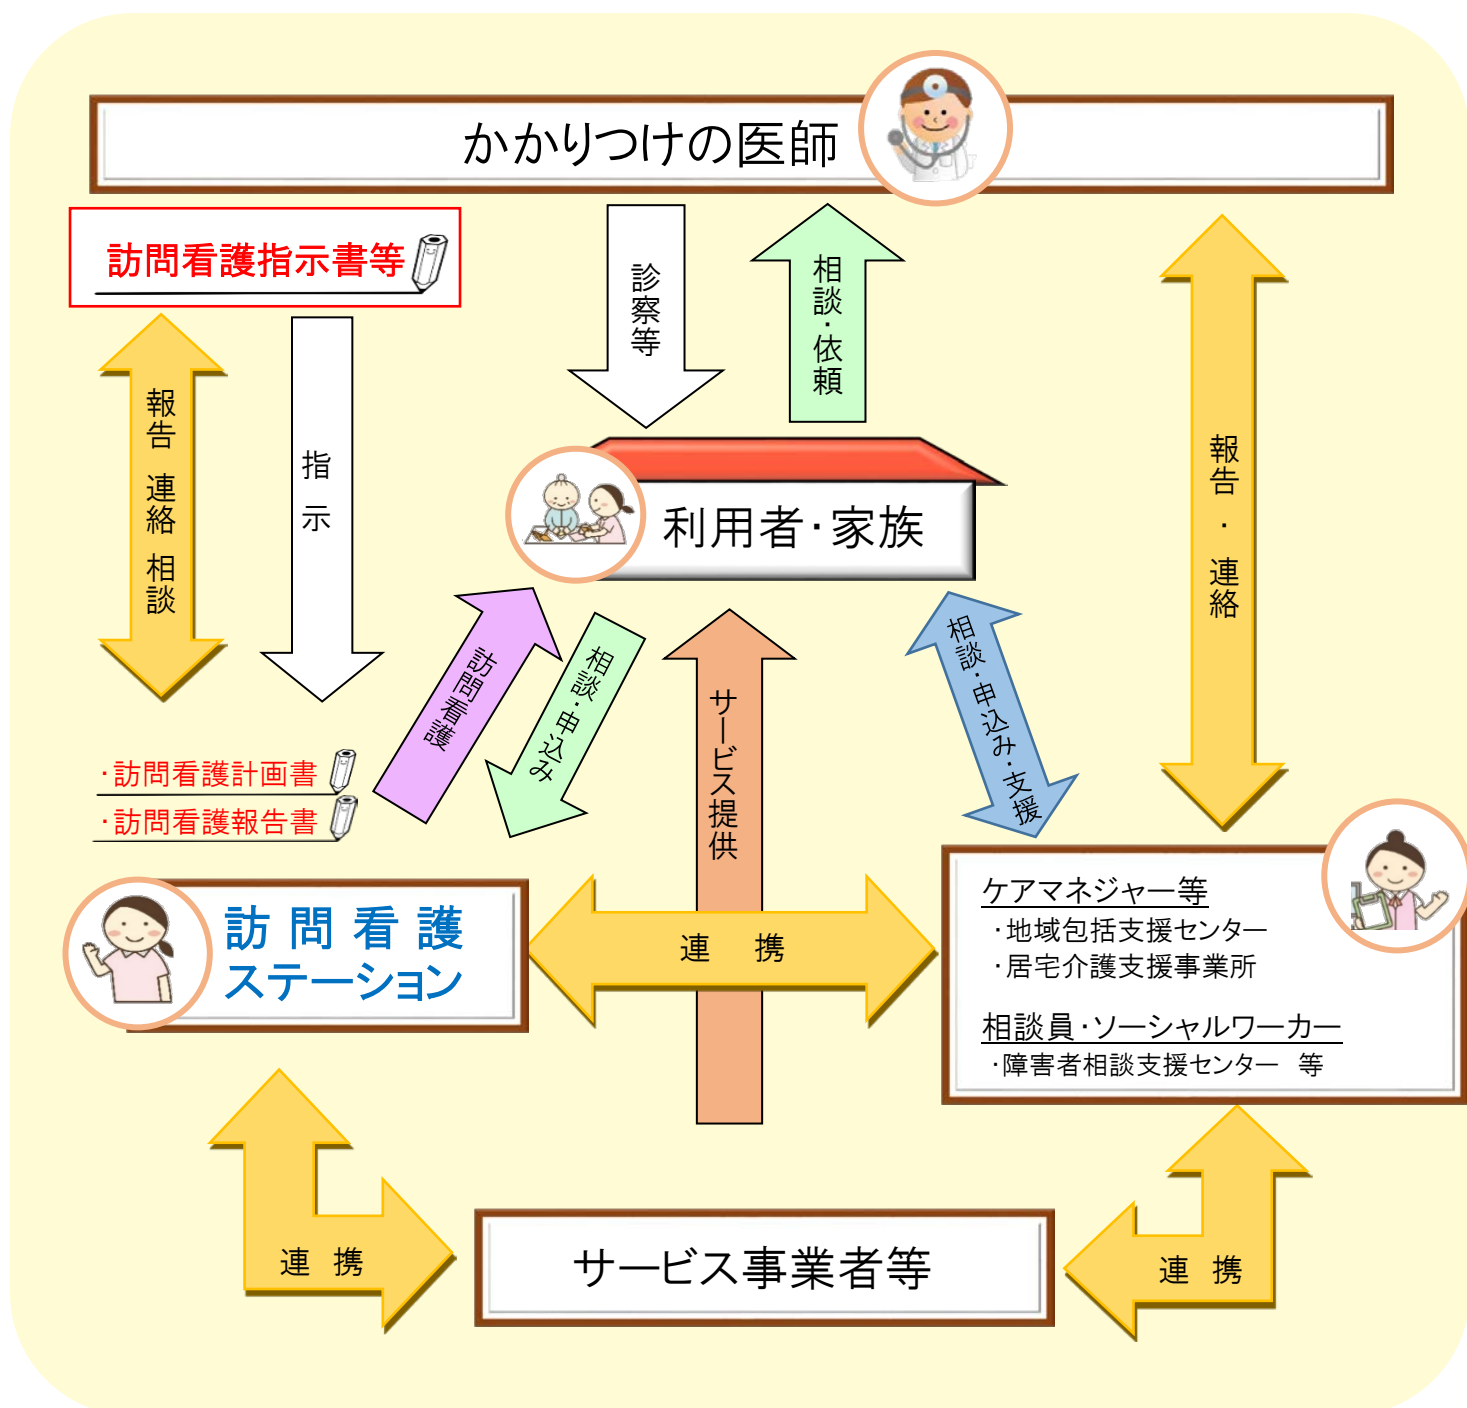 かかりつけの医師
訪問看護指示書等
診察等
相談・依頼
報告 連絡 相談
指示
報告・連絡
利用者・家族
訪問看護
相談・申込み
サービス提供
相談・申込み・支援
・訪問看護計画書
・訪問看護報告書
訪問看護
ステーション
連携
ケアマネジャー等
・地域包括支援センター
・居宅介護支援事業所
相談員・ソーシャルワーカー
・障害者相談支援センター 等
連携
サービス事業者等
連携